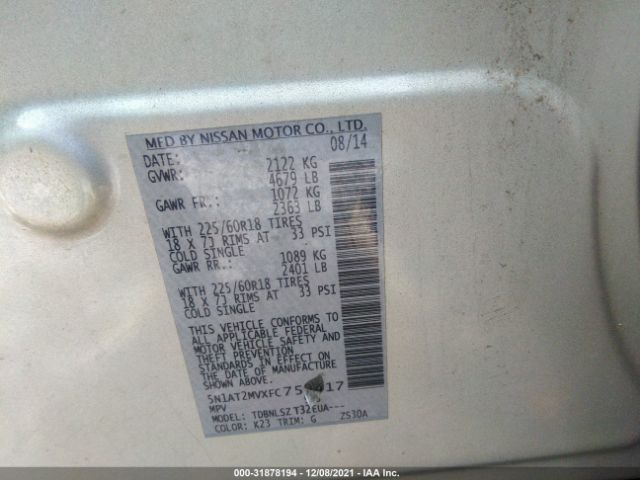 MFD BY NISSAN MOTOR CO., LTD.
DATE: 08/14
GVWR: 2122 KG
4679 LB
GAWR FR.: 1072 KG
2363 LB
WITH 225/60R18 TIRES
18 X 7J RIMS AT 33 PSI
COLD SINGLE
GAWR RR.: 1089 KG
2401 LB
WITH 225/60R18 TIRES
18 X 7J RIMS AT 33 PSI
COLD SINGLE
THIS VEHICLE CONFORMS TO
ALL APPLICABLE FEDERAL
MOTOR VEHICLE SAFETY AND
THEFT PREVENTION
STANDARDS IN EFFECT ON
THE DATE OF MANUFACTURE
SHOWN ABOVE.
MPV
MODEL: TDBNLSZ T32EUA---
COLOR: K23 TRIM: G ZS30A
000-31878194 - 12/08/2021 - IAA Inc.